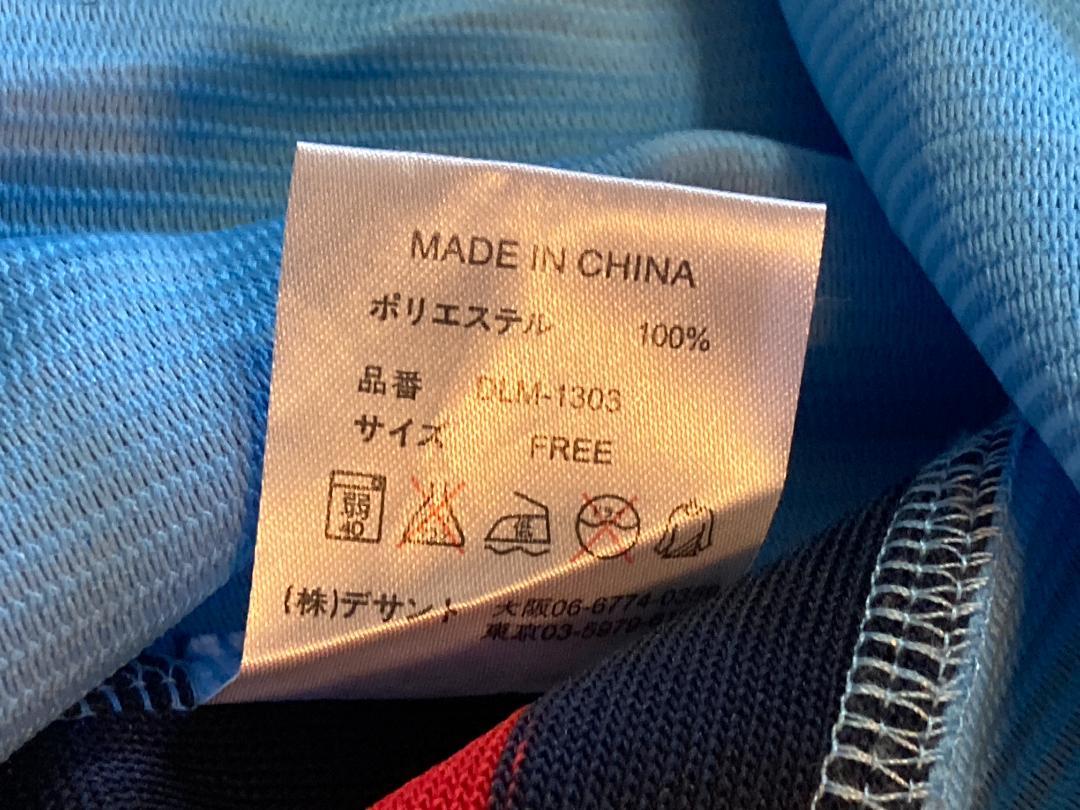 MADE IN CHINA
ポリエステル 100%
品番 DLM-1303
サイズ FREE
弱 40 低
(株)デサント 大阪06-6774-
東京03-5979-